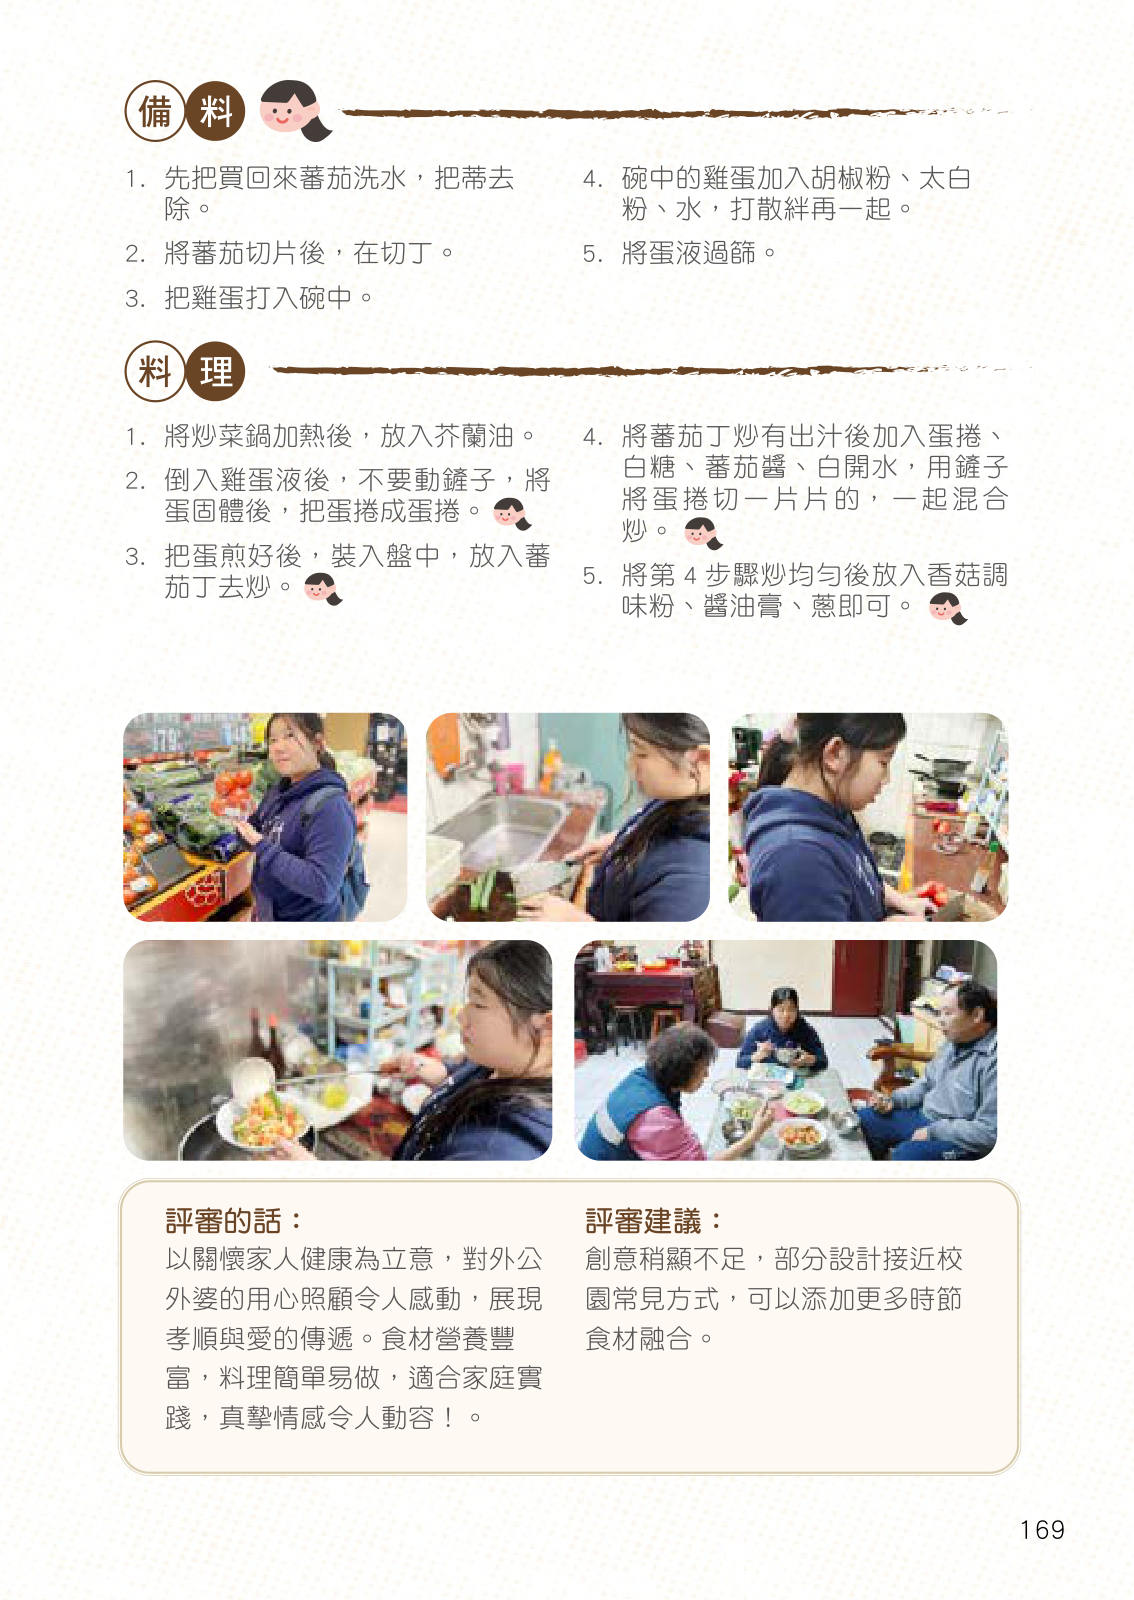 備料
1. 先把買回來蕃茄洗水，把蒂去
除。
2. 將蕃茄切片後，在切丁。
3. 把雞蛋打入碗中。
4. 碗中的雞蛋加入胡椒粉、太白
粉、水，打散絆再一起。
5. 將蛋液過篩。
料理
1. 將炒菜鍋加熱後，放入芥蘭油。
2. 倒入雞蛋液後，不要動鏟子，將
蛋固體後，把蛋捲成蛋捲。
3. 把蛋煎好後，裝入盤中，放入蕃
茄丁去炒。
4. 將蕃茄丁炒有出汁後加入蛋捲、
白糖、蕃茄醬、白開水，用鏟子
將蛋捲切一片片的，一起混合
炒。
5. 將第 4 步驟炒均勻後放入香菇調
味粉、醬油膏、蔥即可。
評審的話：
以關懷家人健康為立意，對外公
外婆的用心照顧令人感動，展現
孝順與愛的傳遞。食材營養豐
富，料理簡單易做，適合家庭實
踐，真摯情感令人動容！。
評審建議：
創意稍顯不足，部分設計接近校
園常見方式，可以添加更多時節
食材融合。
169